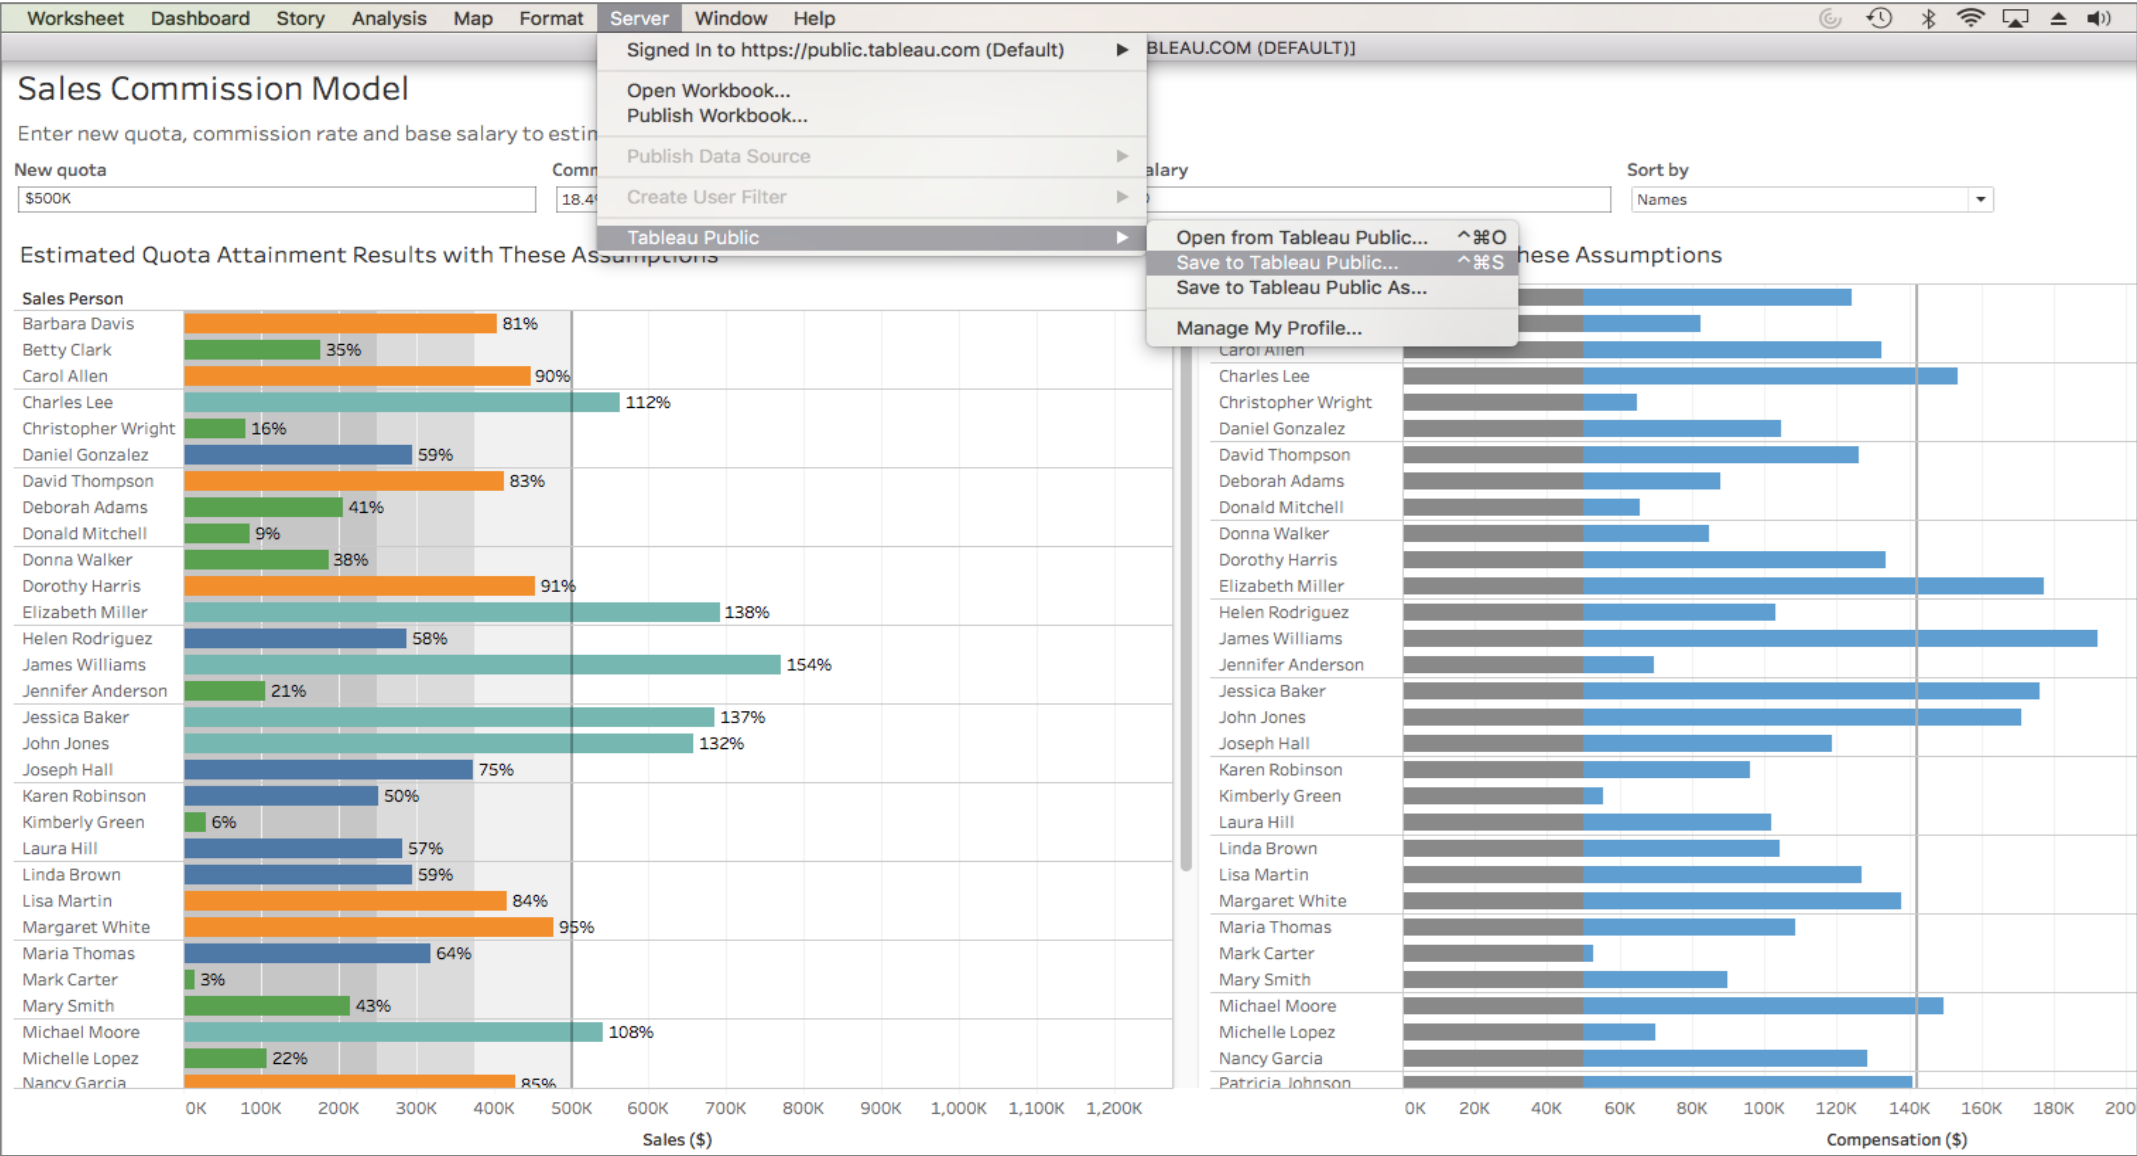 Worksheet Dashboard Story Analysis Map Format Server Window Help
BLEAU.COM (DEFAULT)]
Signed In to https://public.tableau.com (Default)
Open Workbook...
Publish Workbook...
Publish Data Source
Create User Filter
Tableau Public
Open from Tableau Public... ^⌘O
Save to Tableau Public... ^⌘S
Save to Tableau Public As...
Manage My Profile...
Sales Commission Model
Enter new quota, commission rate and base salary to estim
New quota
$500K
Comm
18.4%
alary
Sort by
Names
Estimated Quota Attainment Results with These Assumptions
Sales Person
Barbara Davis 81%
Betty Clark 35%
Carol Allen 90%
Charles Lee 112%
Christopher Wright 16%
Daniel Gonzalez 59%
David Thompson 83%
Deborah Adams 41%
Donald Mitchell 9%
Donna Walker 38%
Dorothy Harris 91%
Elizabeth Miller 138%
Helen Rodriguez 58%
James Williams 154%
Jennifer Anderson 21%
Jessica Baker 137%
John Jones 132%
Joseph Hall 75%
Karen Robinson 50%
Kimberly Green 6%
Laura Hill 57%
Linda Brown 59%
Lisa Martin 84%
Margaret White 95%
Maria Thomas 64%
Mark Carter 3%
Mary Smith 43%
Michael Moore 108%
Michelle Lopez 22%
Nancy Garcia 85%
0K 100K 200K 300K 400K 500K 600K 700K 800K 900K 1,000K 1,100K 1,200K
Sales ($)
hese Assumptions
Carol Allen
Charles Lee
Christopher Wright
Daniel Gonzalez
David Thompson
Deborah Adams
Donald Mitchell
Donna Walker
Dorothy Harris
Elizabeth Miller
Helen Rodriguez
James Williams
Jennifer Anderson
Jessica Baker
John Jones
Joseph Hall
Karen Robinson
Kimberly Green
Laura Hill
Linda Brown
Lisa Martin
Margaret White
Maria Thomas
Mark Carter
Mary Smith
Michael Moore
Michelle Lopez
Nancy Garcia
Patricia Johnson
0K 20K 40K 60K 80K 100K 120K 140K 160K 180K 200
Compensation ($)